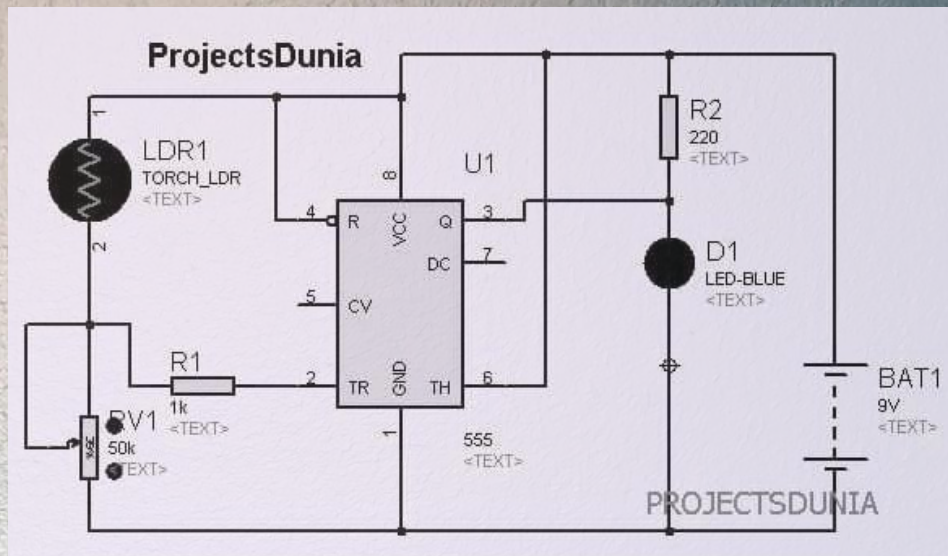 ProjectsDunia
1
LDR1
TORCH_LDR
<TEXT>
2
R2
220
<TEXT>
U1
8
4
R
VCC
Q
3
DC
7
5
CV
D1
LED-BLUE
<TEXT>
R1
1k
<TEXT>
2
TR
GND
TH
6
1
555
<TEXT>
50k
BAT1
9V
<TEXT>
PROJECTSDUNIA